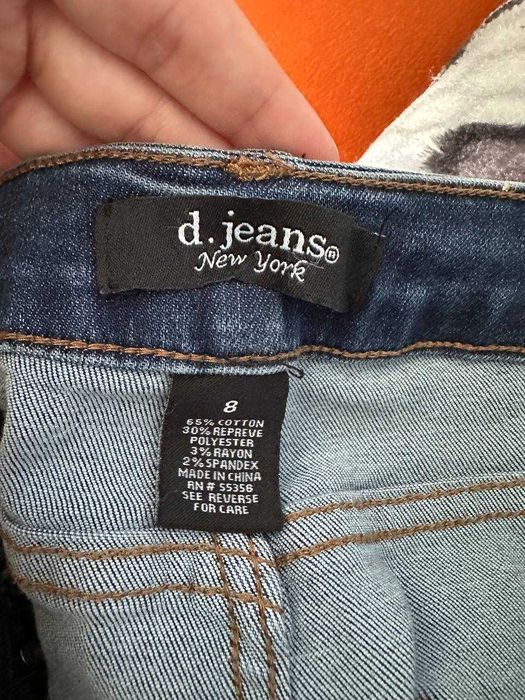 d. jeans®
New York
8
65% COTTON
30% REPREVE
POLYESTER
3% RAYON
2% SPANDEX
MADE IN CHINA
RN # 55358
SEE REVERSE
FOR CARE